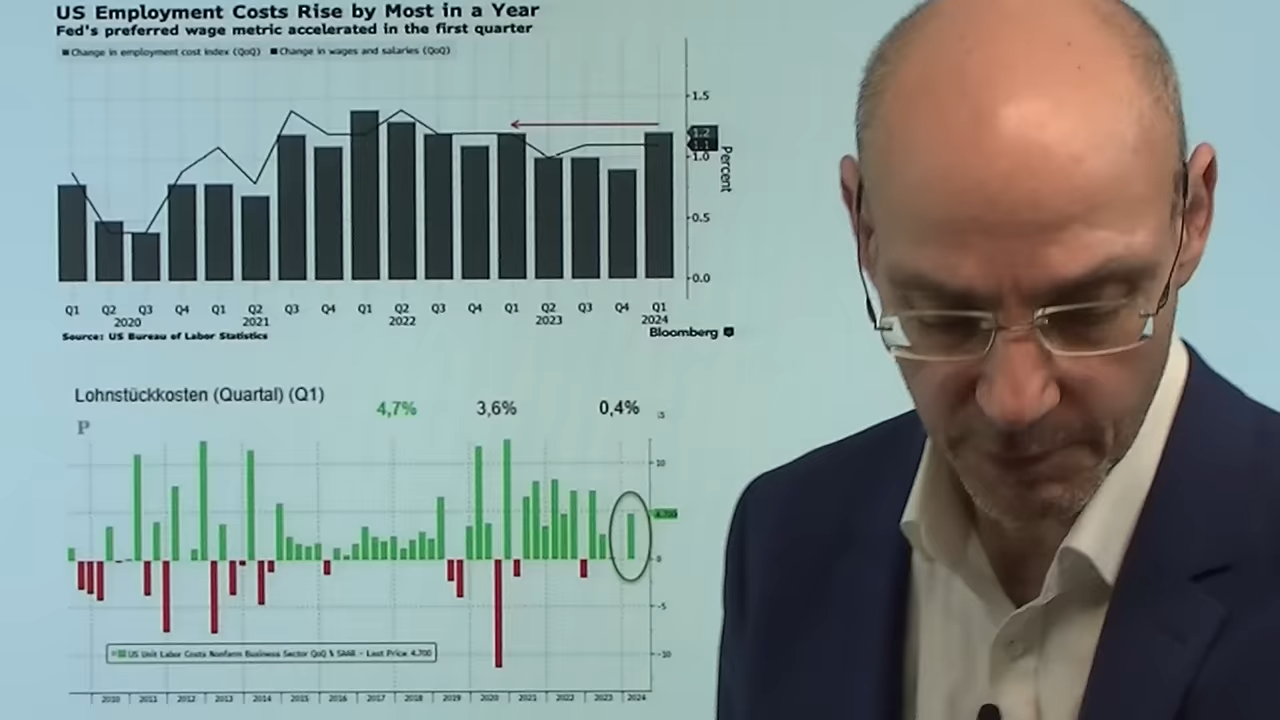 US Employment Costs Rise by Most in a Year
Fed's preferred wage metric accelerated in the first quarter
Change in employment cost index (QoQ) Change in wages and salaries (QoQ)
1.5
1.2
1.1
1.0
0.5
0.0
Percent
Q1 Q2 Q3 Q4 Q1 Q2 Q3 Q4 Q1 Q2 Q3 Q4 Q1 Q2 Q3 Q4 Q1
2020 2021 2022 2023 2024
Source: US Bureau of Labor Statistics
Bloomberg
Lohnstückkosten (Quartal) (Q1)
4,7% 3,6% 0,4%
P
15
10
4.700
0
-5
-10
US Unit Labor Costs Nonfarm Business Sector QoQ % SAAR - Last Price 4.700
2010 2011 2012 2013 2014 2015 2016 2017 2018 2019 2020 2021 2022 2023 2024